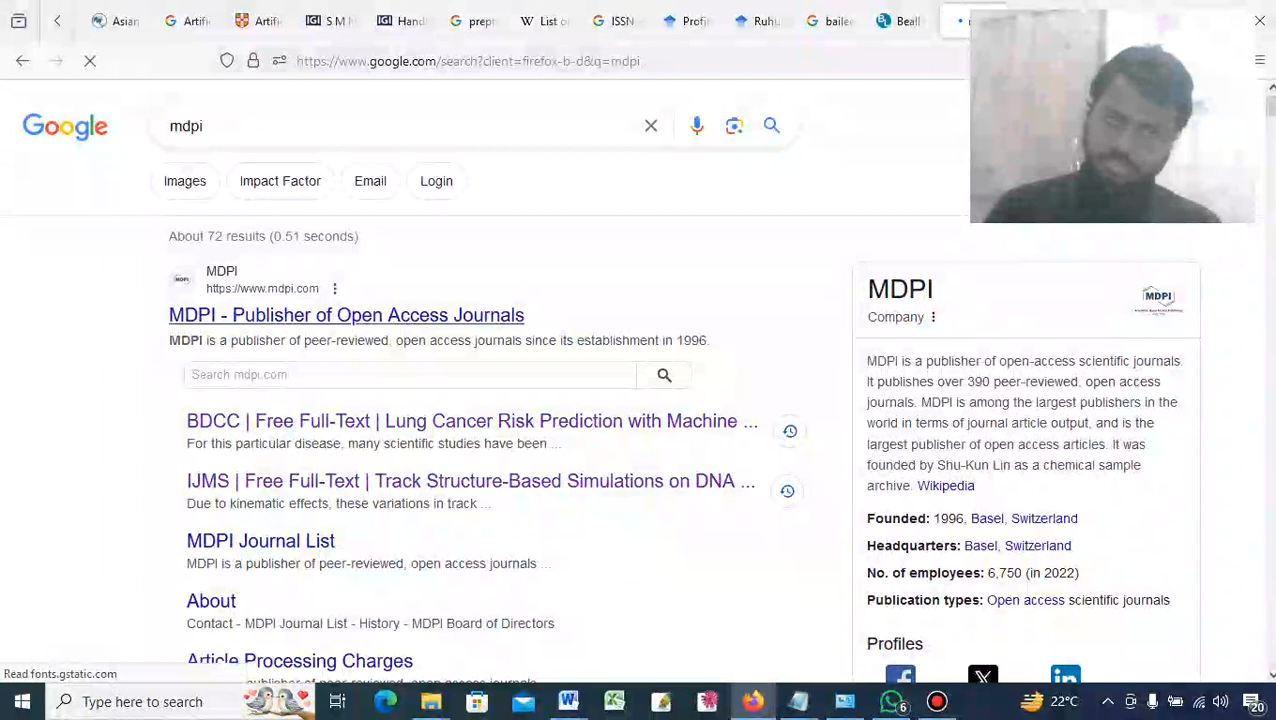 Asian
Artifi
Artifi
S M P
Handl
prepr
List o
ISSN
Profil
Ruhu
bailee
Beall
https://www.google.com/search?client=firefox-b-d&q=mdpi
Google
mdpi
Images
Impact Factor
Email
Login
About 72 results (0.51 seconds)
MDPI
https://www.mdpi.com
MDPI - Publisher of Open Access Journals
MDPI is a publisher of peer-reviewed, open access journals since its establishment in 1996.
Search mdpi.com
BDCC | Free Full-Text | Lung Cancer Risk Prediction with Machine ...
For this particular disease, many scientific studies have been ...
IJMS | Free Full-Text | Track Structure-Based Simulations on DNA ...
Due to kinematic effects, these variations in track ...
MDPI Journal List
MDPI is a publisher of peer-reviewed, open access journals ...
About
Contact - MDPI Journal List - History - MDPI Board of Directors
Article Processing Charges
MDPI
Company
MDPI
MDPI is a publisher of open-access scientific journals.
It publishes over 390 peer-reviewed, open access
journals. MDPI is among the largest publishers in the
world in terms of journal article output, and is the
largest publisher of open access articles. It was
founded by Shu-Kun Lin as a chemical sample
archive. Wikipedia
Founded: 1996, Basel, Switzerland
Headquarters: Basel, Switzerland
No. of employees: 6,750 (in 2022)
Publication types: Open access scientific journals
Profiles
Read fonts.gstatic.com
Type here to search
6
22°C
20